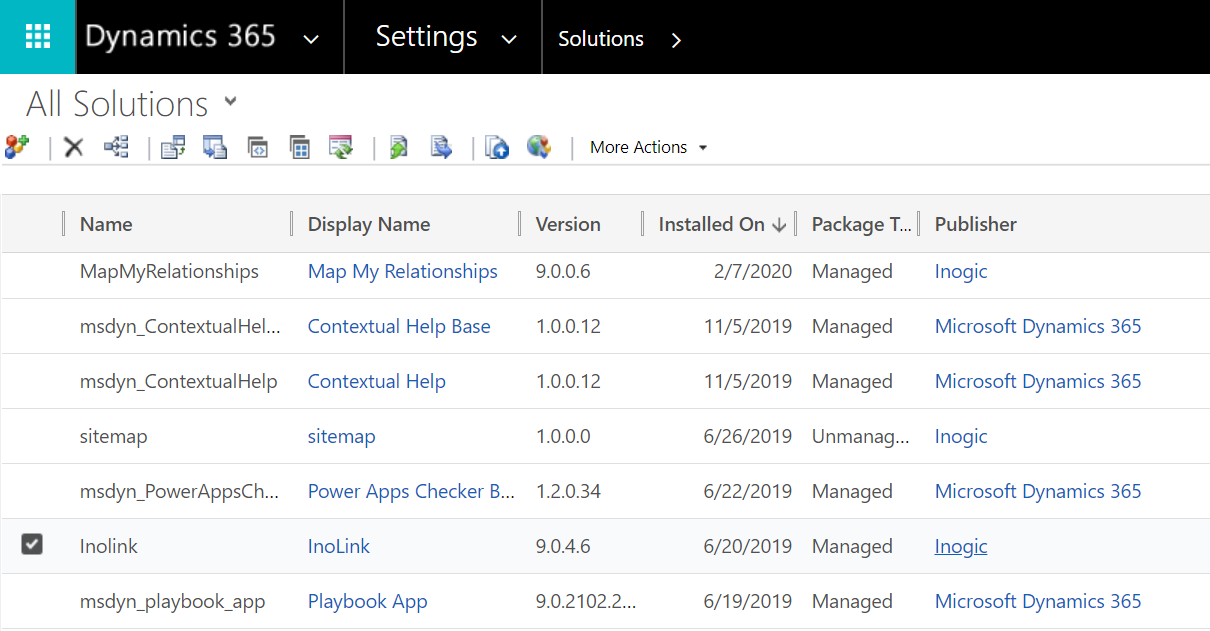 Dynamics 365 Settings Solutions
All Solutions
More Actions
Name Display Name Version Installed On Package T... Publisher
MapMyRelationships Map My Relationships 9.0.0.6 2/7/2020 Managed Inogic
msdyn_ContextualHel... Contextual Help Base 1.0.0.12 11/5/2019 Managed Microsoft Dynamics 365
msdyn_ContextualHelp Contextual Help 1.0.0.12 11/5/2019 Managed Microsoft Dynamics 365
sitemap sitemap 1.0.0.0 6/26/2019 Unmanag... Inogic
msdyn_PowerAppsCh... Power Apps Checker B... 1.2.0.34 6/22/2019 Managed Microsoft Dynamics 365
Inolink InoLink 9.0.4.6 6/20/2019 Managed Inogic
msdyn_playbook_app Playbook App 9.0.2102.2... 6/19/2019 Managed Microsoft Dynamics 365